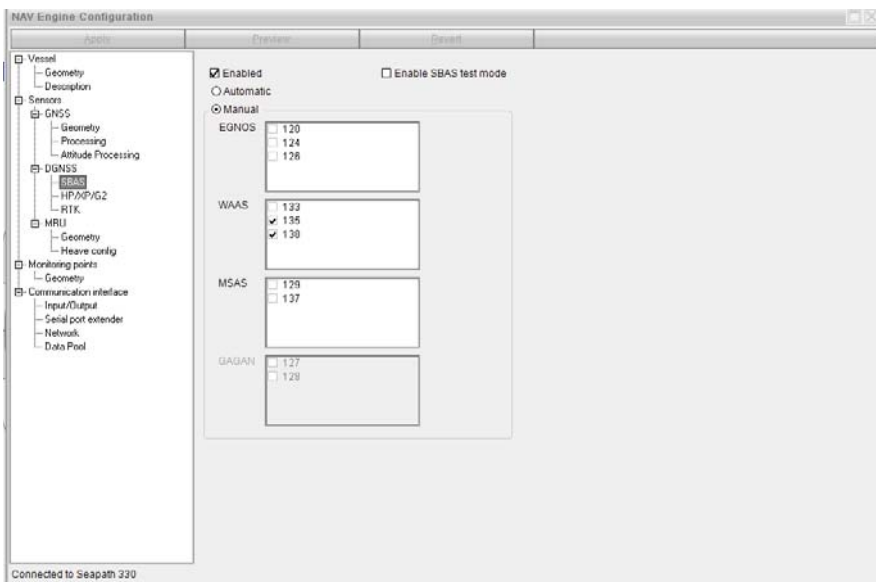 NAV Engine Configuration
Apply Preview... Revert
Vessel
Geometry
Description
Sensors
GNSS
Geometry
Processing
Attitude Processing
DGNSS
SBAS
HP/XP/G2
RTK
MRU
Geometry
Heave config
Monitoring points
Geometry
Communication interface
Input/Output
Serial port extender
Network
Data Pool
Enabled Enable SBAS test mode
Automatic
Manual
EGNOS 120
124
126
WAAS 133
135
138
MSAS 129
137
GAGAN 127
128
Connected to Seapath 330